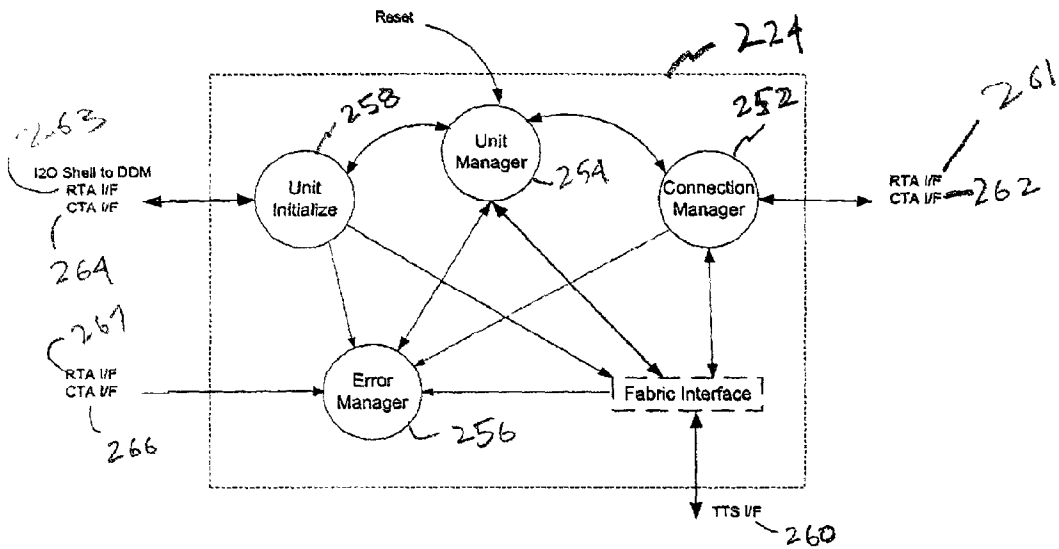 Reset
224
258
252
261
263
Unit
Manager
I2O Shell to DDM
RTA I/F
CTA I/F
Unit
Initialize
254
Connection
Manager
RTA I/F
CTA I/F
262
264
267
RTA I/F
CTA I/F
Error
Manager
Fabric Interface
266
256
TTS I/F
260